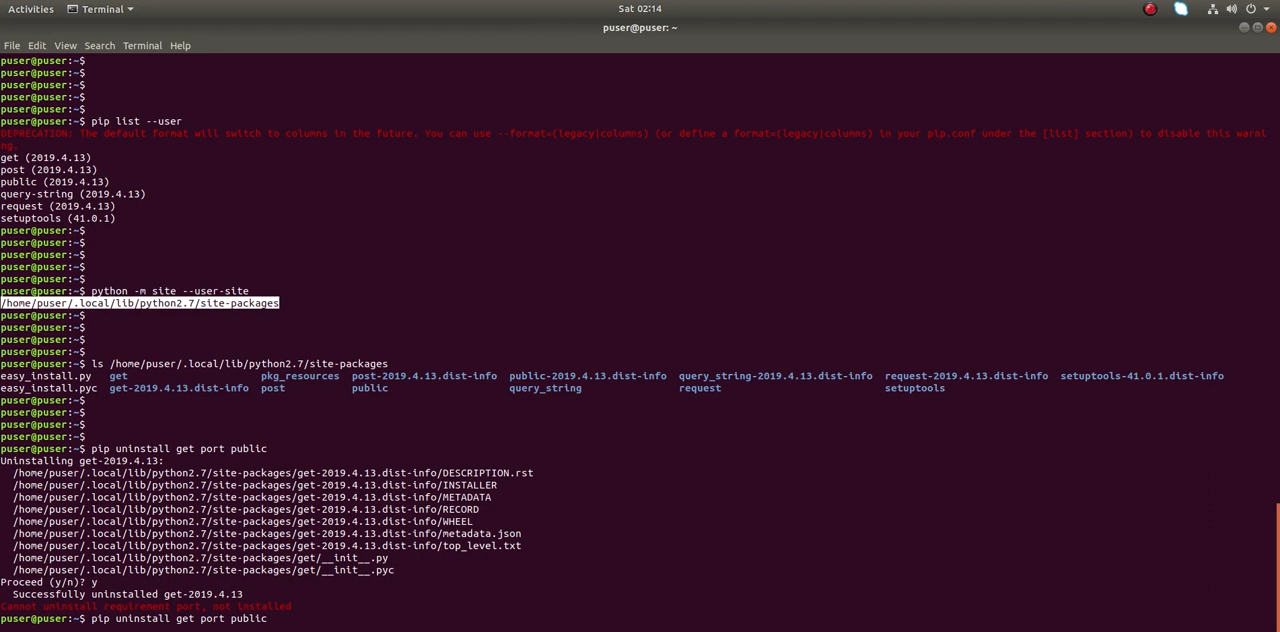 Activities Terminal Sat 02:14
puser@puser: ~
File Edit View Search Terminal Help
puser@puser:~$
puser@puser:~$
puser@puser:~$
puser@puser:~$
puser@puser:~$
puser@puser:~$ pip list --user
DEPRECATION: The default format will switch to columns in the future. You can use --format=(legacy|columns) (or define a format=(legacy|columns) in your pip.conf under the [list] section) to disable this warni
ng.
get (2019.4.13)
post (2019.4.13)
public (2019.4.13)
query-string (2019.4.13)
request (2019.4.13)
setuptools (41.0.1)
puser@puser:~$
puser@puser:~$
puser@puser:~$
puser@puser:~$
puser@puser:~$
puser@puser:~$ python -m site --user-site
/home/puser/.local/lib/python2.7/site-packages
puser@puser:~$
puser@puser:~$
puser@puser:~$
puser@puser:~$
puser@puser:~$ ls /home/puser/.local/lib/python2.7/site-packages
easy_install.py get pkg_resources post-2019.4.13.dist-info public-2019.4.13.dist-info query_string-2019.4.13.dist-info request-2019.4.13.dist-info setuptools-41.0.1.dist-info
easy_install.pyc get-2019.4.13.dist-info post public query_string request setuptools
puser@puser:~$
puser@puser:~$
puser@puser:~$
puser@puser:~$
puser@puser:~$ pip uninstall get port public
Uninstalling get-2019.4.13:
/home/puser/.local/lib/python2.7/site-packages/get-2019.4.13.dist-info/DESCRIPTION.rst
/home/puser/.local/lib/python2.7/site-packages/get-2019.4.13.dist-info/INSTALLER
/home/puser/.local/lib/python2.7/site-packages/get-2019.4.13.dist-info/METADATA
/home/puser/.local/lib/python2.7/site-packages/get-2019.4.13.dist-info/RECORD
/home/puser/.local/lib/python2.7/site-packages/get-2019.4.13.dist-info/WHEEL
/home/puser/.local/lib/python2.7/site-packages/get-2019.4.13.dist-info/metadata.json
/home/puser/.local/lib/python2.7/site-packages/get-2019.4.13.dist-info/top_level.txt
/home/puser/.local/lib/python2.7/site-packages/get/__init__.py
/home/puser/.local/lib/python2.7/site-packages/get/__init__.pyc
Proceed (y/n)? y
Successfully uninstalled get-2019.4.13
Cannot uninstall requirement port, not installed
puser@puser:~$ pip uninstall get port public